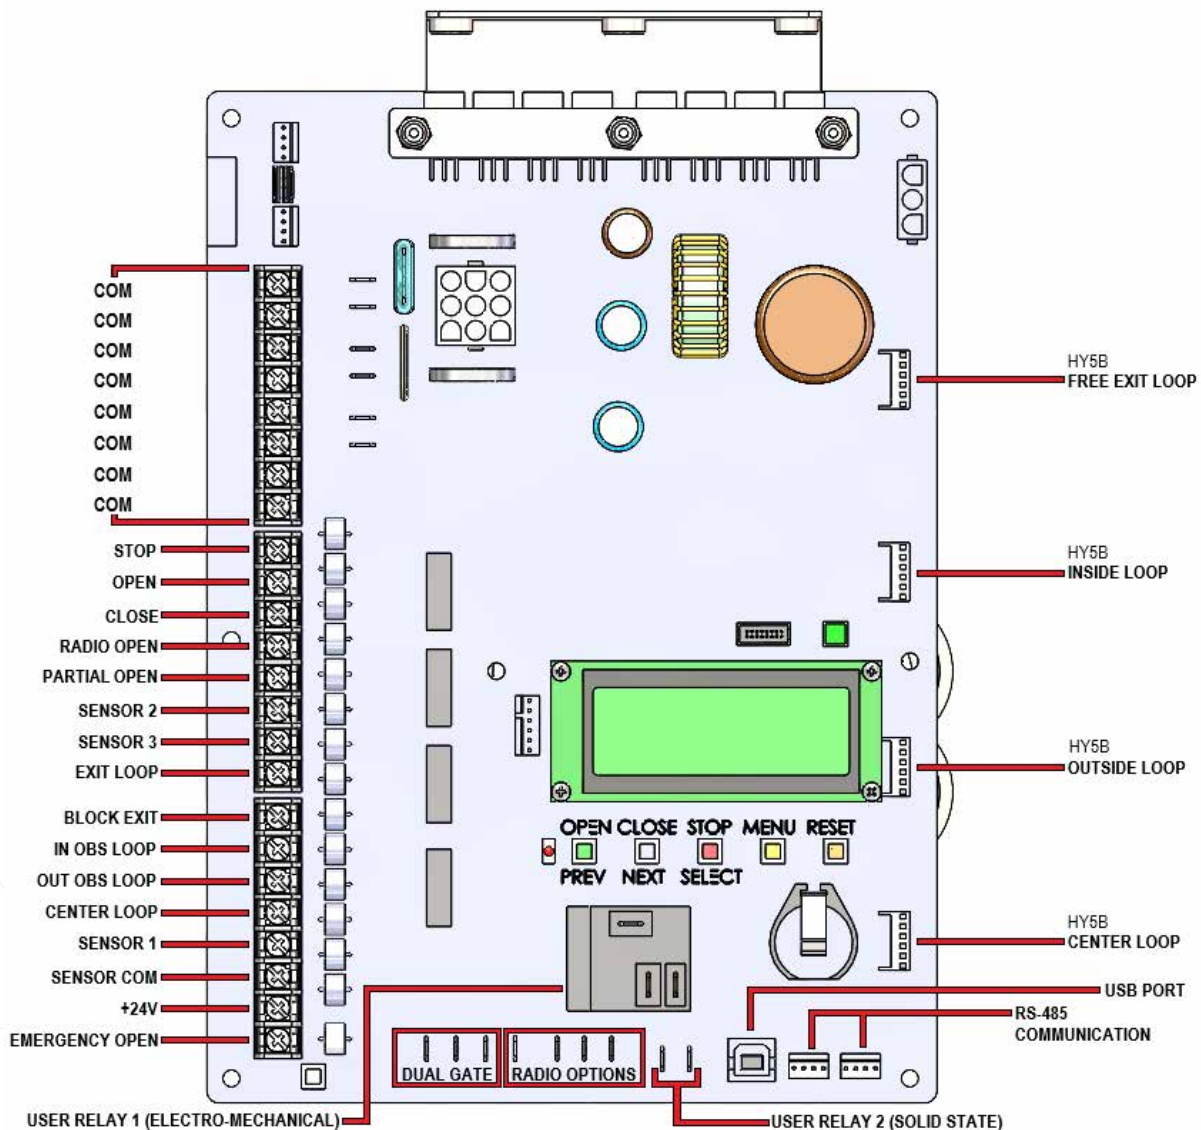 COM
COM
COM
COM
COM
COM
COM
COM
STOP
OPEN
CLOSE
RADIO OPEN
PARTIAL OPEN
SENSOR 2
SENSOR 3
EXIT LOOP
BLOCK EXIT
IN OBS LOOP
OUT OBS LOOP
CENTER LOOP
SENSOR 1
SENSOR COM
+24V
EMERGENCY OPEN
HY5B
FREE EXIT LOOP
HY5B
INSIDE LOOP
HY5B
OUTSIDE LOOP
OPEN CLOSE STOP MENU RESET
PREV NEXT SELECT
HY5B
CENTER LOOP
USB PORT
RS-485
COMMUNICATION
DUAL GATE
RADIO OPTIONS
USER RELAY 1 (ELECTRO-MECHANICAL)
USER RELAY 2 (SOLID STATE)